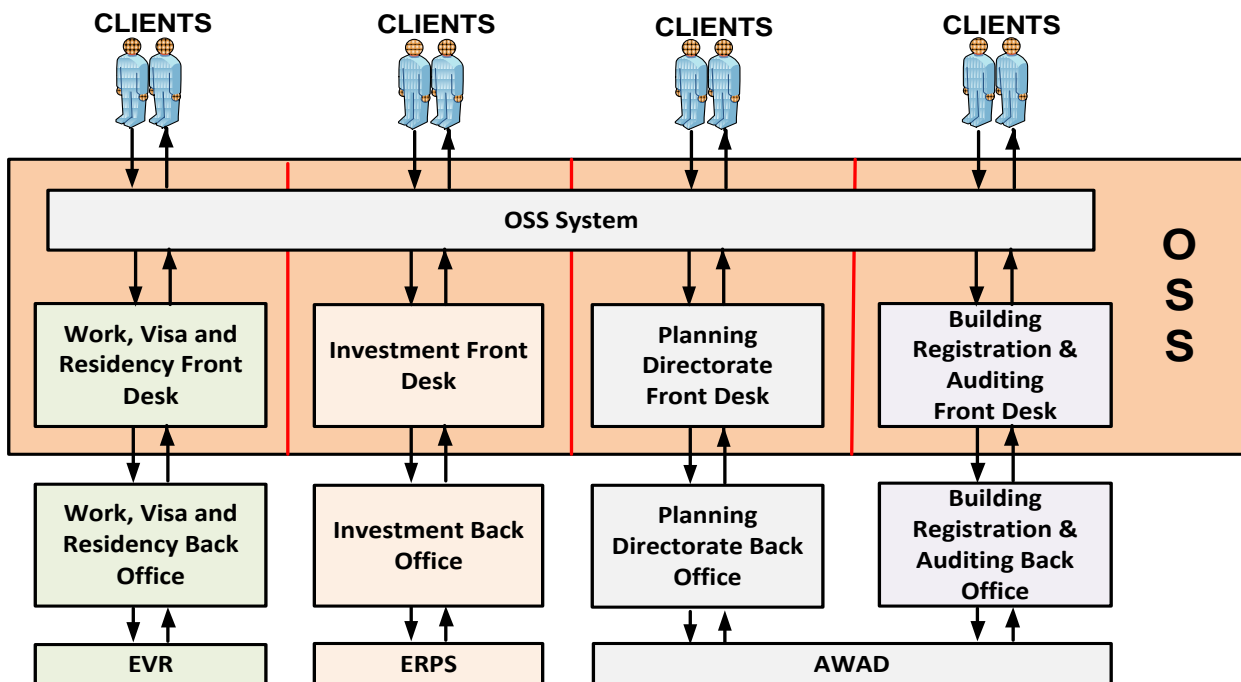 CLIENTS
CLIENTS
CLIENTS
CLIENTS
OSS System
O
S
S
Work, Visa and
Residency Front
Desk
Investment Front
Desk
Planning
Directorate
Front Desk
Building
Registration &
Auditing
Front Desk
Work, Visa and
Residency Back
Office
Investment Back
Office
Planning
Directorate Back
Office
Building
Registration &
Auditing Back
Office
EVR
ERPS
AWAD